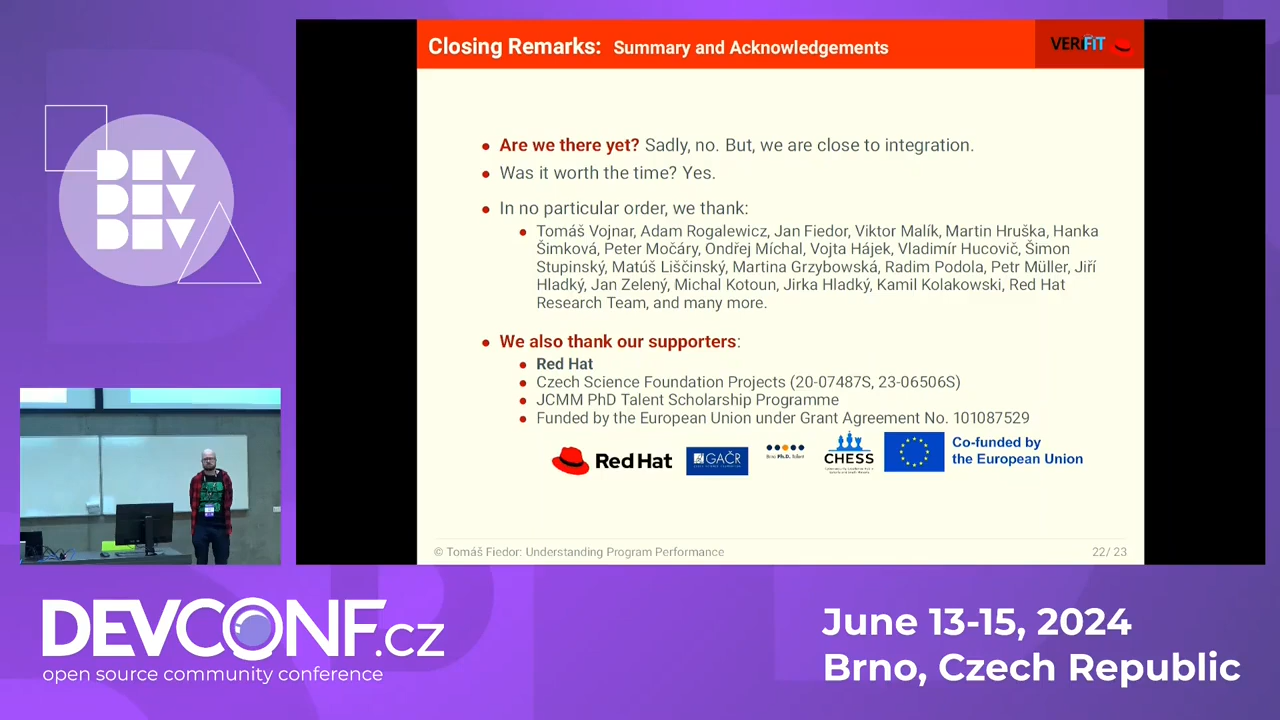 Closing Remarks: Summary and Acknowledgements
VERIFIT
DEV
DEV
DEV
• Are we there yet? Sadly, no. But, we are close to integration.
• Was it worth the time? Yes.
• In no particular order, we thank:
• Tomáš Vojnar, Adam Rogalewicz, Jan Fiedor, Viktor Malík, Martin Hruška, Hanka
Šimková, Peter Močáry, Ondřej Míchal, Vojta Hájek, Vladimír Hucovič, Šimon
Stupinský, Matúš Liščinský, Martina Grzybowská, Radim Podola, Petr Müller, Jiří
Hladký, Jan Zelený, Michal Kotoun, Jirka Hladký, Kamil Kolakowski, Red Hat
Research Team, and many more.
• We also thank our supporters:
• Red Hat
• Czech Science Foundation Projects (20-07487S, 23-06506S)
• JCMM PhD Talent Scholarship Programme
• Funded by the European Union under Grant Agreement No. 101087529
Red Hat
GAČR
Brno Ph.D. Talent
CHESS
Co-funded by
the European Union
© Tomáš Fiedor: Understanding Program Performance
22/ 23
DEVCONF.cz
open source community conference
June 13-15, 2024
Brno, Czech Republic